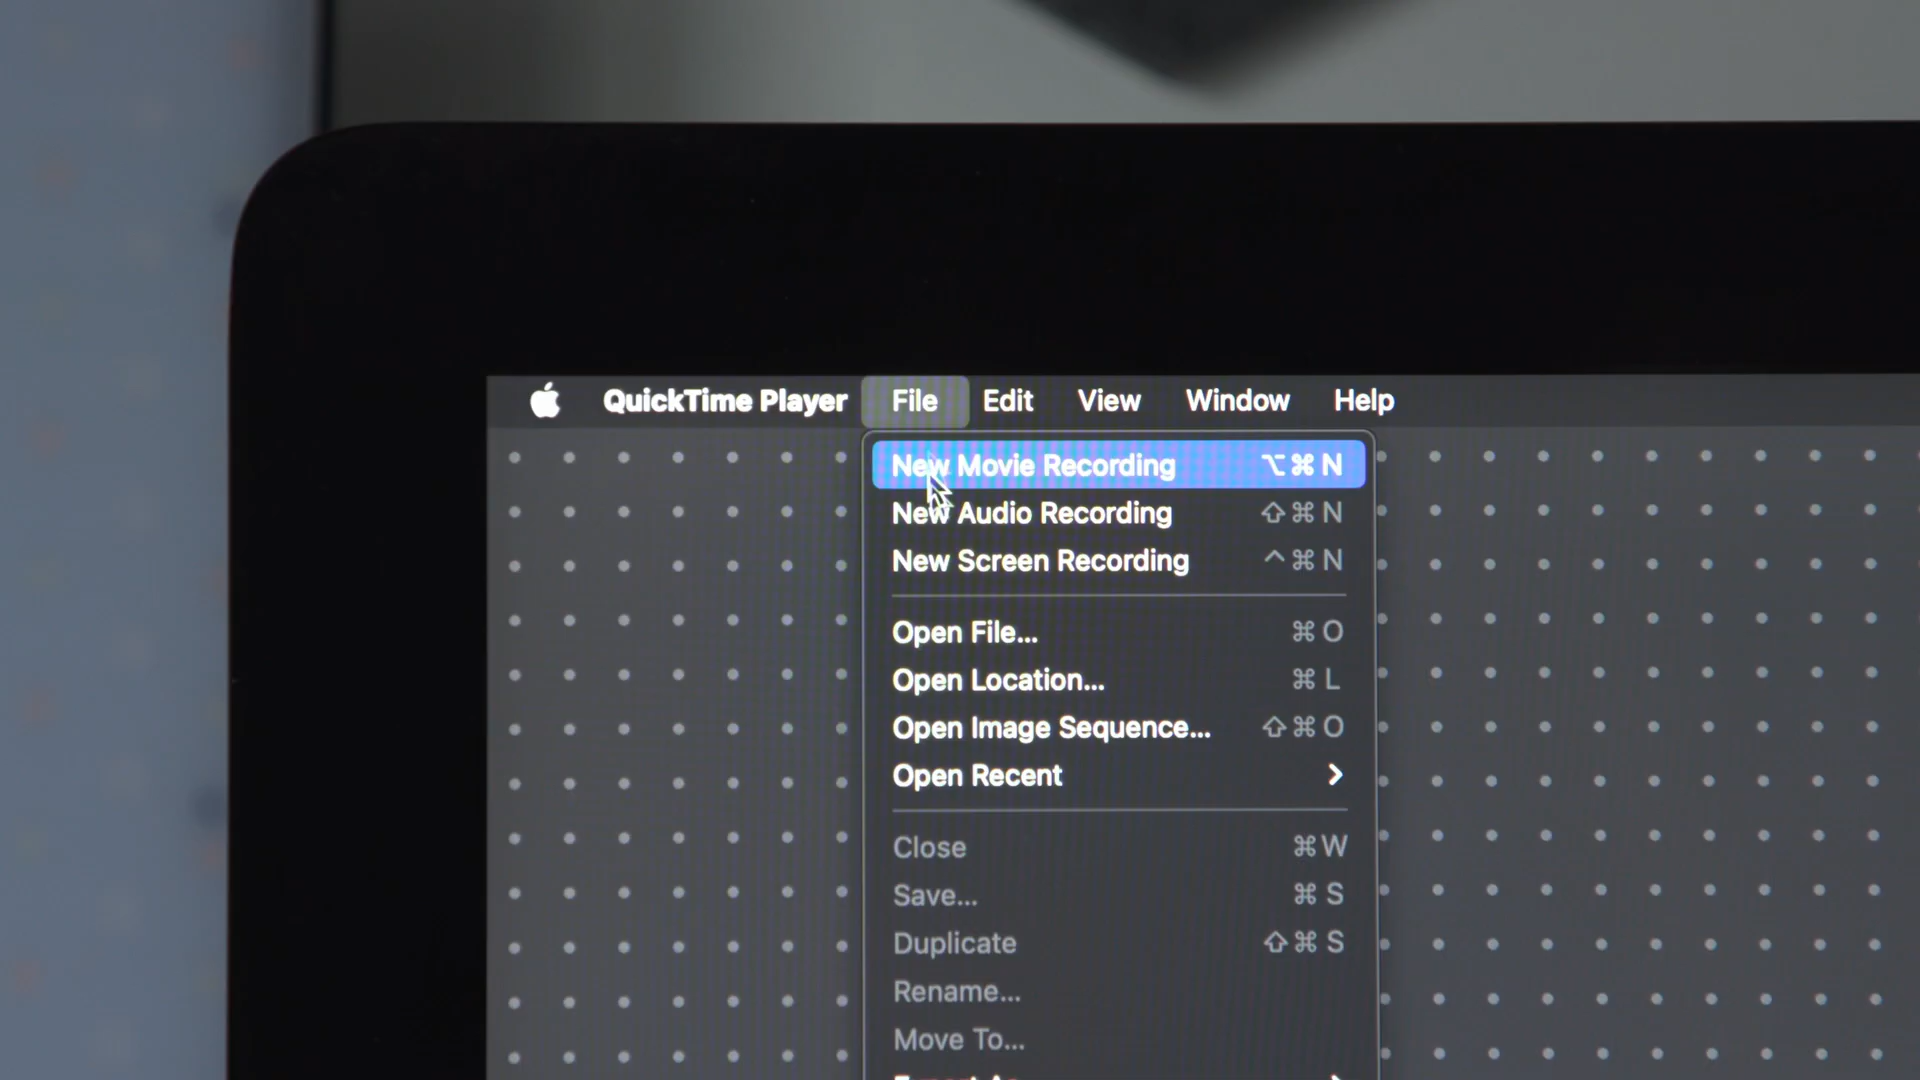 QuickTime Player File Edit View Window Help
New Movie Recording ⌥⌘N
New Audio Recording ⇧⌘N
New Screen Recording ^⌘N
Open File... ⌘O
Open Location... ⌘L
Open Image Sequence... ⇧⌘O
Open Recent
Close ⌘W
Save... ⌘S
Duplicate ⇧⌘S
Rename...
Move To...